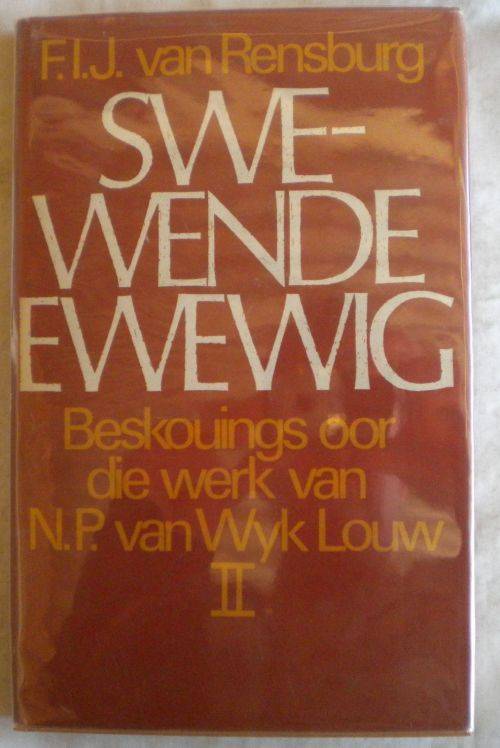 F.I.J. van Rensburg
SWE-
WENDE
EWEWIG
Beskouings oor
die werk van
N.P. van Wyk Louw
II